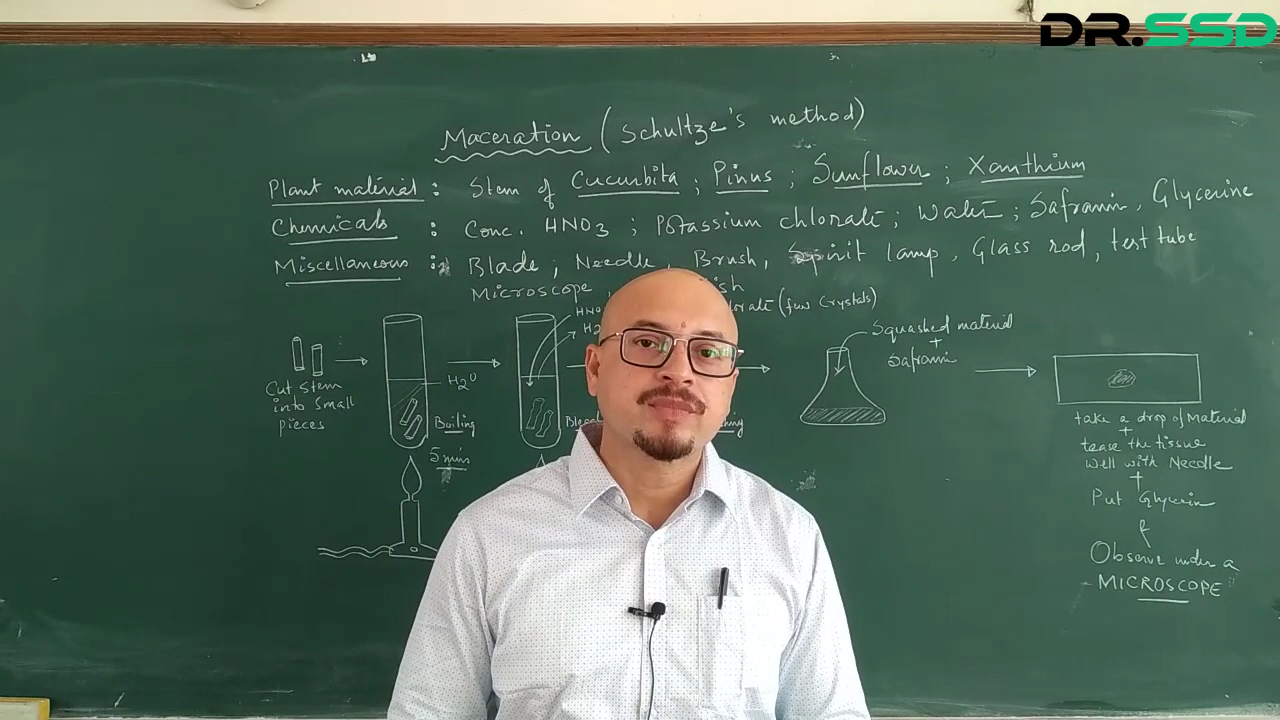 DR.SSD
Maceration (Schultze's method)
Plant material : Stem of Cucurbita ; Pinus ; Sunflower ; Xanthium
Chemicals : Conc. HNO3 ; Potassium chlorate ; Water ; Safranin, Glycerine
Miscellaneous : Blade ; Needle, Brush, Spirit lamp, Glass rod, test tube
Microscope
(few Crystals)
HNO
H2
Squashed material
+
Safranin
Cut stem
into small
pieces
H2O
Boiling
5 mins
take a drop of Material
+
tease the tissue
well with Needle
+
Put Glycerin
&
Observe under a
MICROSCOPE